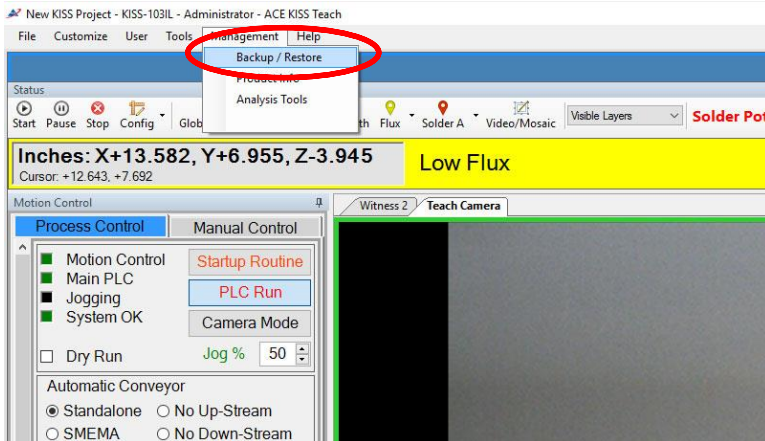 New KISS Project - KISS-103IL - Administrator - ACE KISS Teach
File Customize User Tools Management Help
Backup / Restore
Product Info
Analysis Tools
Status
Start Pause Stop Config Glob th Flux Solder A Video/Mosaic Visible Layers Solder Pot
Inches: X+13.582, Y+6.955, Z-3.945
Cursor: +12.643, +7.692
Low Flux
Motion Control
Witness 2 Teach Camera
Process Control Manual Control
Motion Control Startup Routine
Main PLC
Jogging PLC Run
System OK Camera Mode
Dry Run Jog % 50
Automatic Conveyor
Standalone No Up-Stream
SMEMA No Down-Stream